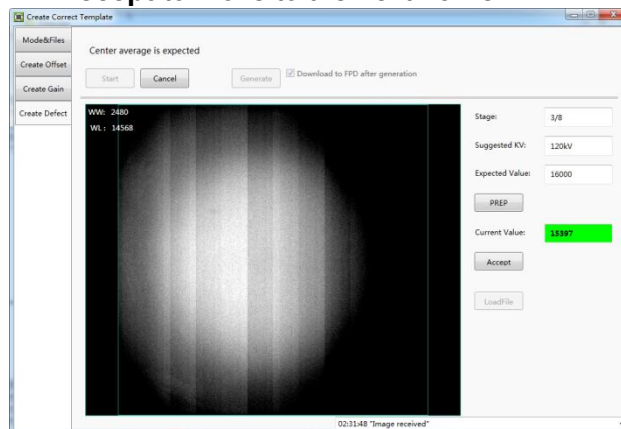 Create Correct Template
Mode&Files
Create Offset
Create Gain
Create Defect
Center average is expected
Start
Cancel
Generate
Download to FPD after generation
WW: 2480
WL: 14568
Stage:
3/8
Suggested KV:
120kV
Expected Value:
16000
PREP
Current Value:
15397
Accept
LoadFile
02:31:48 "Image received"